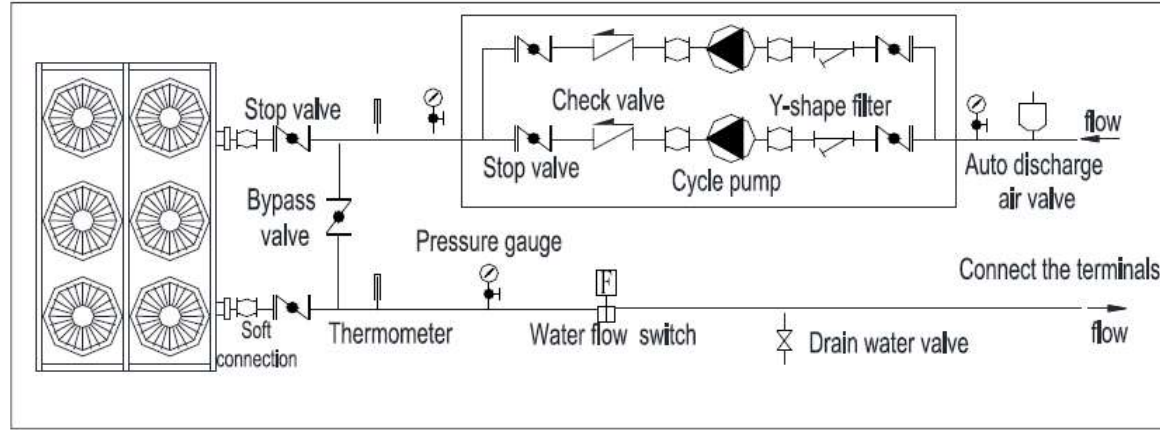 Stop valve
Check valve
Y-shape filter
flow
Stop valve
Cycle pump
Auto discharge
air valve
Bypass
valve
Pressure gauge
Connect the terminals
F
Soft
connection
Thermometer
Water flow switch
Drain water valve
flow